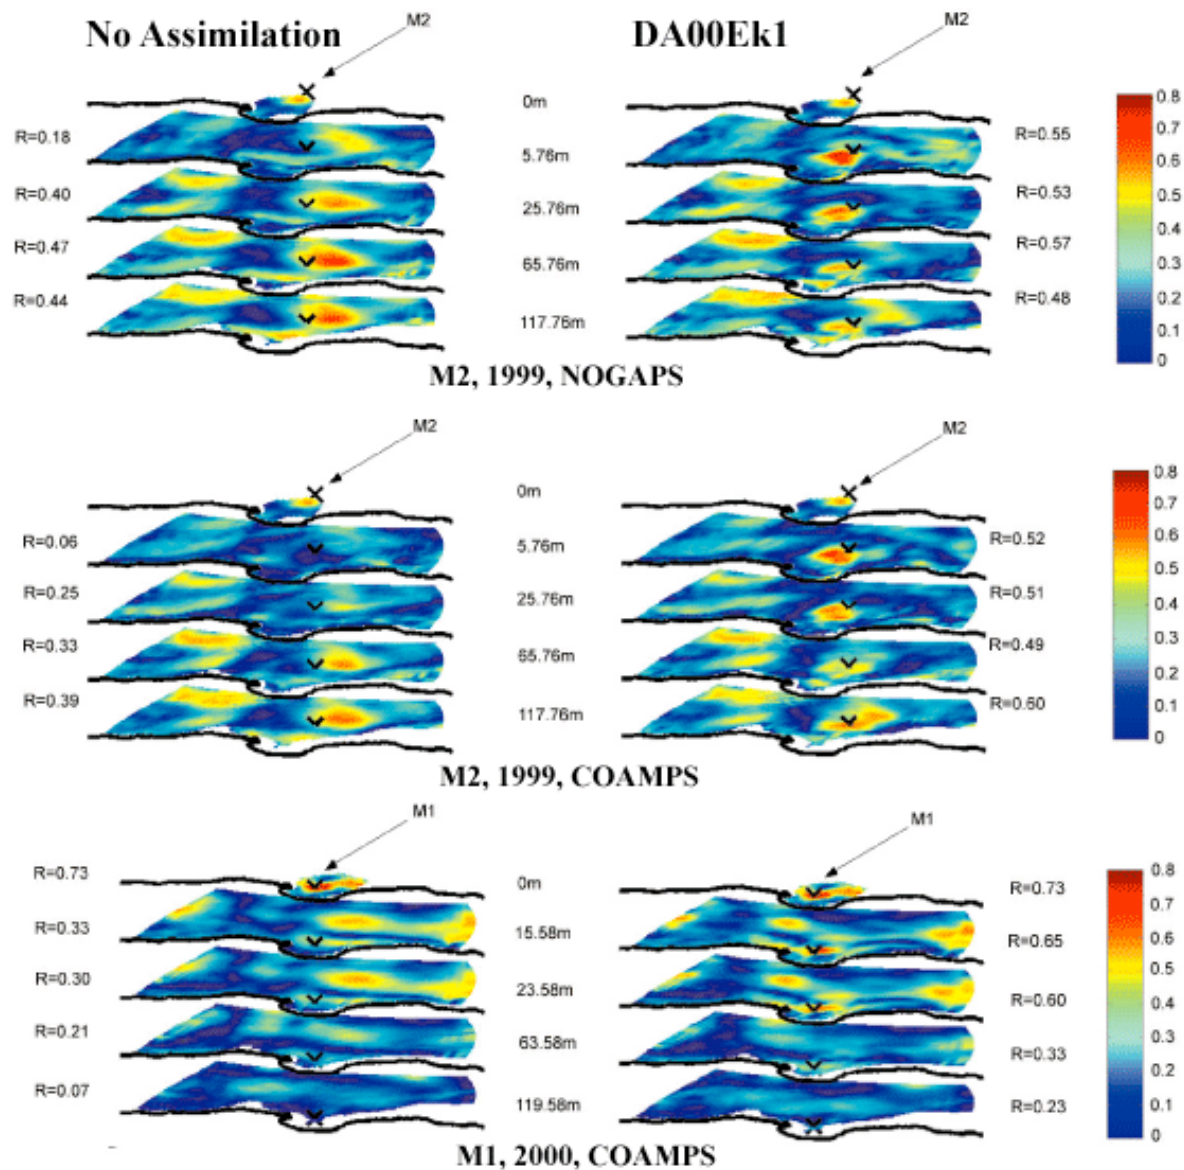 No Assimilation
DA00Ek1
M2
M2
0m
R=0.18
5.76m
R=0.55
R=0.40
25.76m
R=0.53
R=0.47
65.76m
R=0.57
R=0.44
117.76m
R=0.48
0.8
0.7
0.6
0.5
0.4
0.3
0.2
0.1
0
M2, 1999, NOGAPS
M2
M2
0m
R=0.06
5.76m
R=0.52
R=0.25
25.76m
R=0.51
R=0.33
65.76m
R=0.49
R=0.39
117.76m
R=0.60
0.8
0.7
0.6
0.5
0.4
0.3
0.2
0.1
0
M2, 1999, COAMPS
M1
M1
R=0.73
0m
R=0.73
R=0.33
15.58m
R=0.65
R=0.30
23.58m
R=0.60
R=0.21
63.58m
R=0.33
R=0.07
119.58m
R=0.23
0.8
0.7
0.6
0.5
0.4
0.3
0.2
0.1
0
M1, 2000, COAMPS